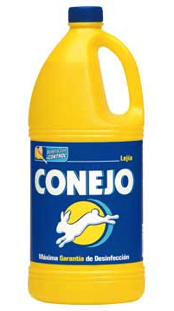 Lejía
CONEJO
Máxima Garantía de Desinfección